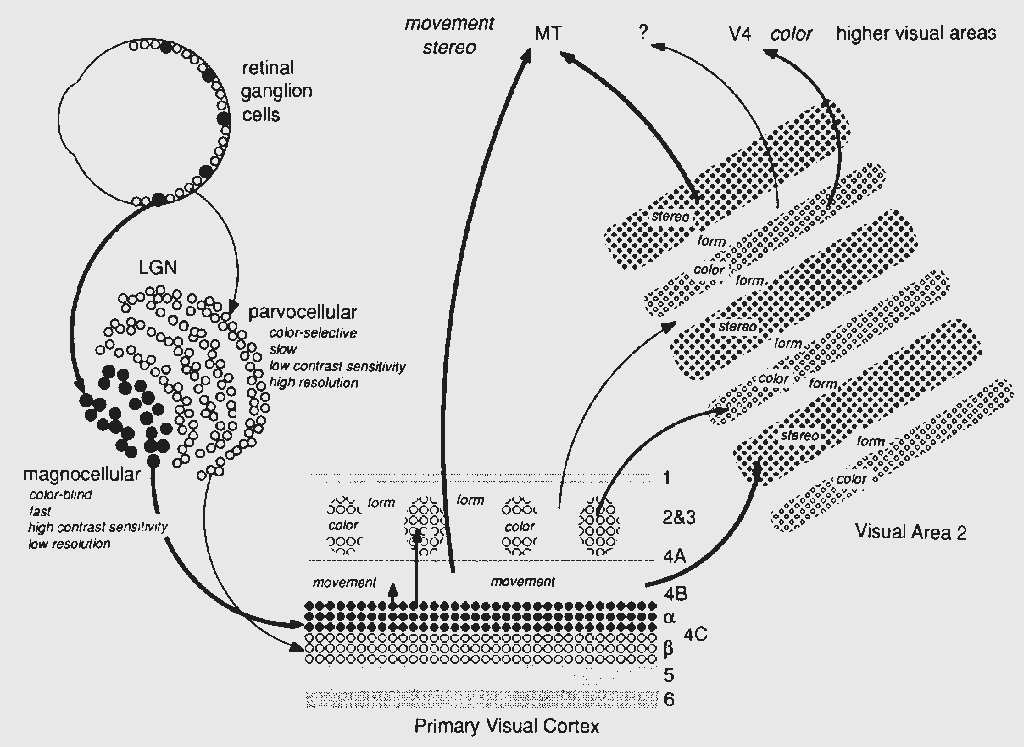 movement
stereo
MT
?
V4 color higher visual areas
retinal
ganglion
cells
LGN
parvocellular
color-selective
slow
low contrast sensitivity
high resolution
magnocellular
color-blind
fast
high contrast sensitivity
low resolution
stereo
form
color
form
stereo
form
color
form
stereo
form
color
Visual Area 2
1
form
form
color
color
2&3
4A
movement
movement
4B
α
4C
β
5
6
Primary Visual Cortex